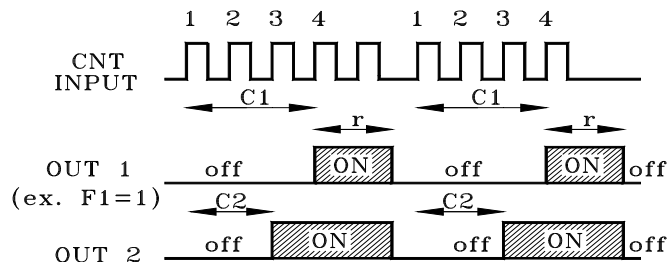 1 2 3 4 1 2 3 4
CNT
INPUT
C1 C1
r r
OUT 1 off ON off ON off
(ex. F1=1)
C2 C2
OUT 2 off ON off ON off